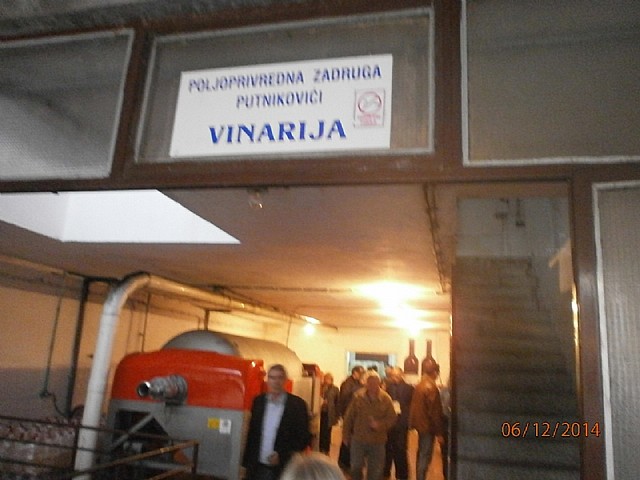 POLJOPRIVREDNA ZADRUGA
PUTNIKOVIĆI
VINARIJA
06/12/2014